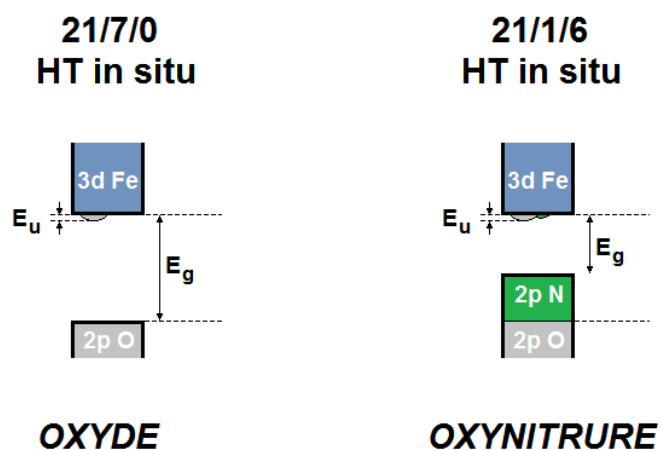 21/7/0
HT in situ
3d Fe
Eu
Eg
2p O
OXYDE
21/1/6
HT in situ
3d Fe
Eu
Eg
2p N
2p O
OXYNITRURE